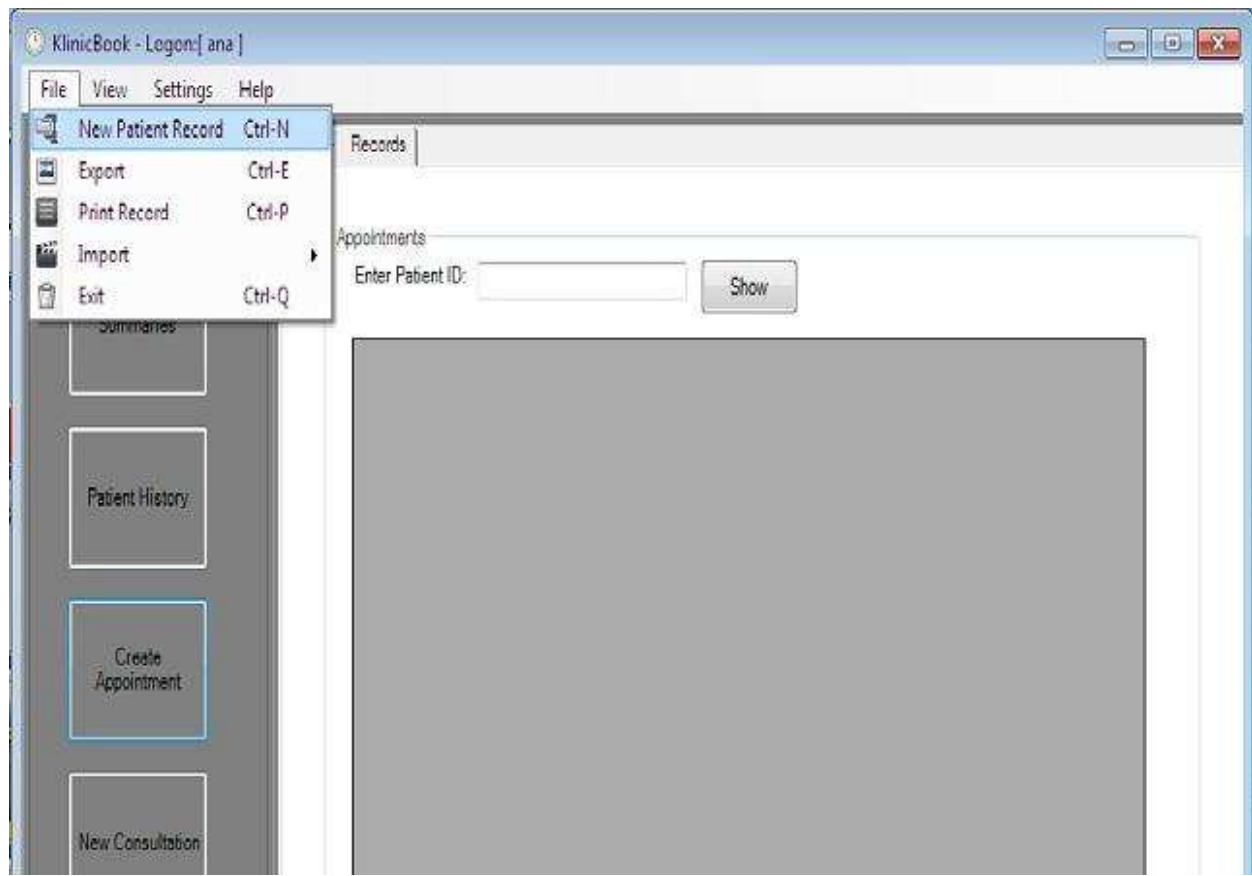 KlinicBook - Logon:[ ana ]
File View Settings Help
New Patient Record Ctrl-N
Export Ctrl-E
Print Record Ctrl-P
Import
Exit Ctrl-Q
Records
Appointments
Enter Patient ID:
Show
Summaries
Patient History
Create
Appointment
New Consultation